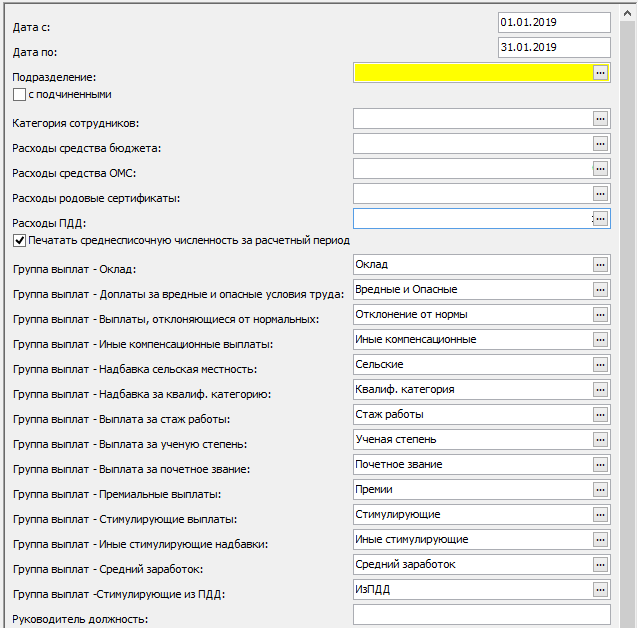 Дата с: 01.01.2019
Дата по: 31.01.2019
Подразделение: ...
с подчиненными
Категория сотрудников: ...
Расходы средства бюджета: ...
Расходы средства ОМС: ...
Расходы родовые сертификаты: ...
Расходы ПДД: ...
Печатать среднесписочную численность за расчетный период
Группа выплат - Оклад: Оклад ...
Группа выплат - Доплаты за вредные и опасные условия труда: Вредные и Опасные ...
Группа выплат - Выплаты, отклоняющиеся от нормальных: Отклонение от нормы ...
Группа выплат - Иные компенсационные выплаты: Иные компенсационные ...
Группа выплат - Надбавка сельская местность: Сельские ...
Группа выплат - Надбавка за квалиф. категорию: Квалиф. категория ...
Группа выплат - Выплата за стаж работы: Стаж работы ...
Группа выплат - Выплата за ученую степень: Ученая степень ...
Группа выплат - Выплата за почетное звание: Почетное звание ...
Группа выплат - Премиальные выплаты: Премии ...
Группа выплат - Стимулирующие выплаты: Стимулирующие ...
Группа выплат - Иные стимулирующие надбавки: Иные стимулирующие ...
Группа выплат - Средний заработок: Средний заработок ...
Группа выплат -Стимулирующие из ПДД: ИзПДД ...
Руководитель должность: